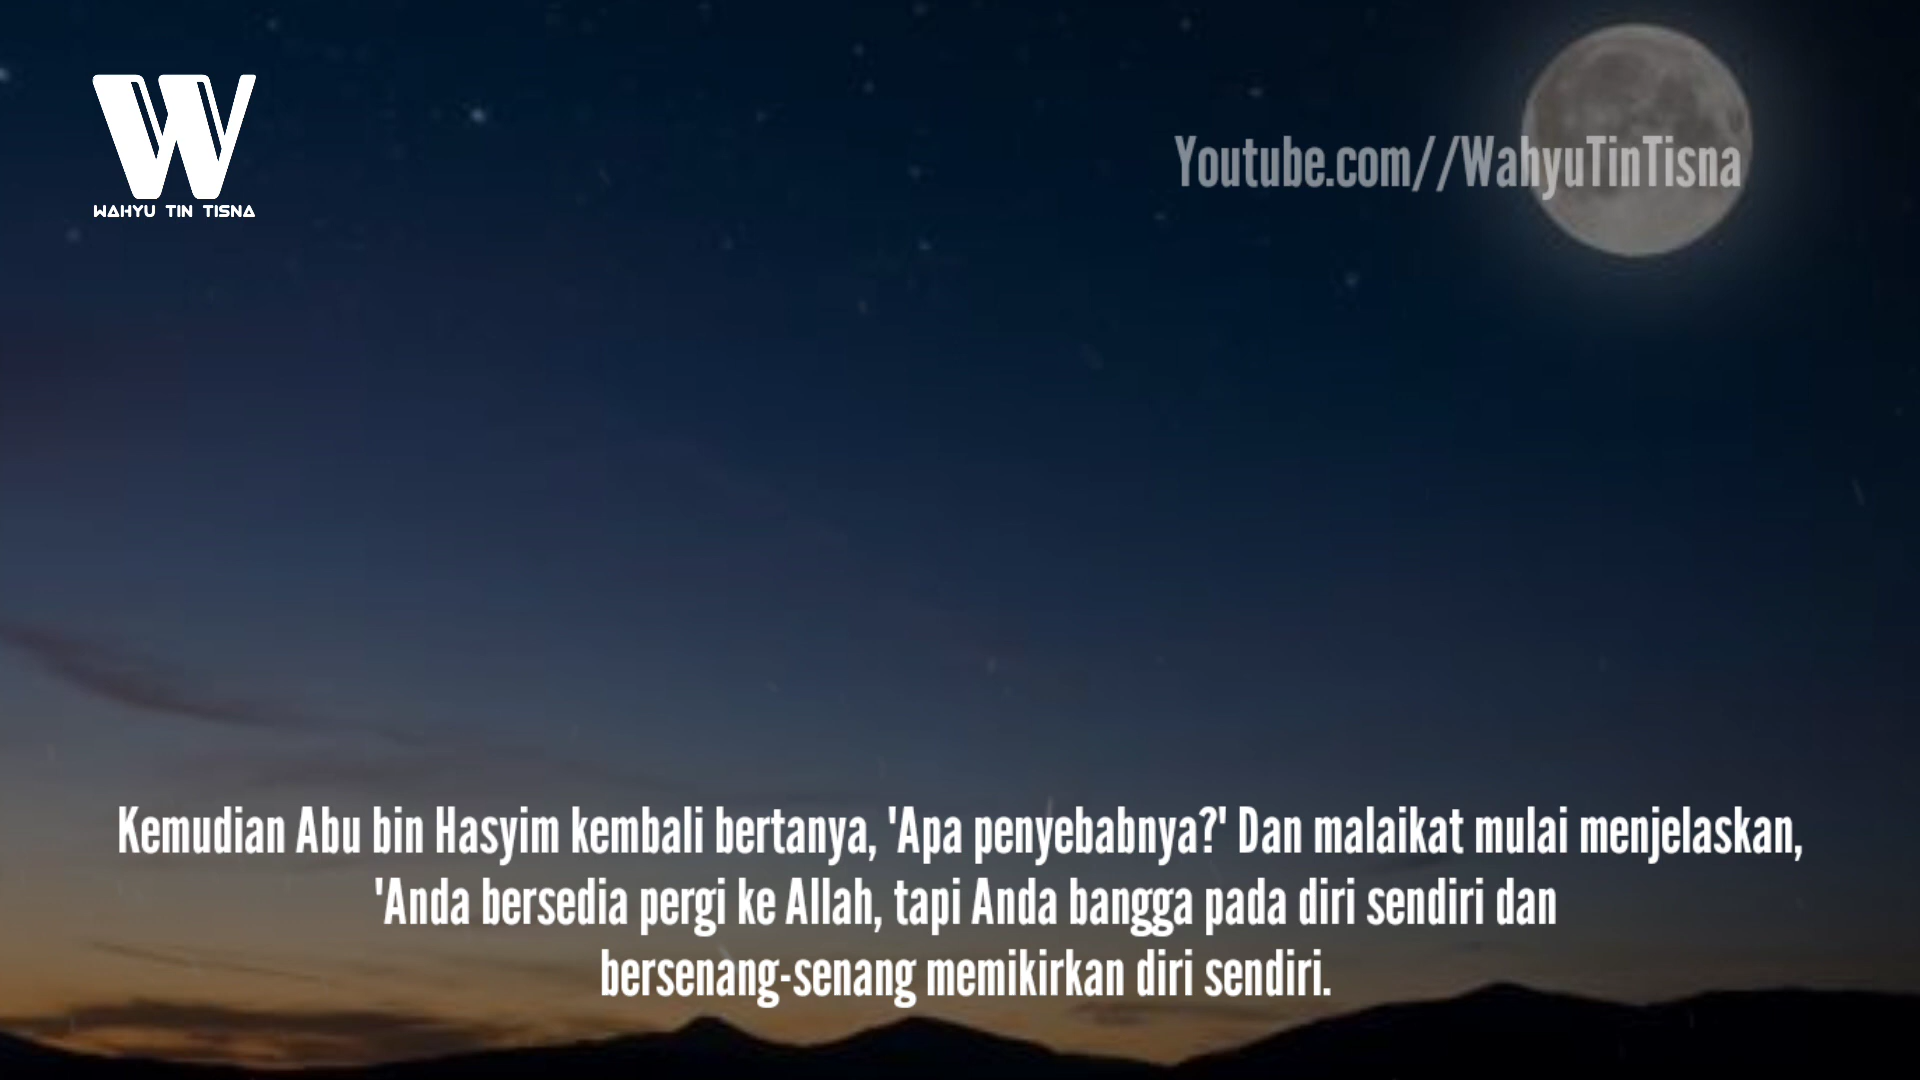 W
WAHYU TIN TISNA
Youtube.com//WahyuTinTisna
Kemudian Abu bin Hasyim kembali bertanya, 'Apa penyebabnya?' Dan malaikat mulai menjelaskan,
'Anda bersedia pergi ke Allah, tapi Anda bangga pada diri sendiri dan
bersenang-senang memikirkan diri sendiri.